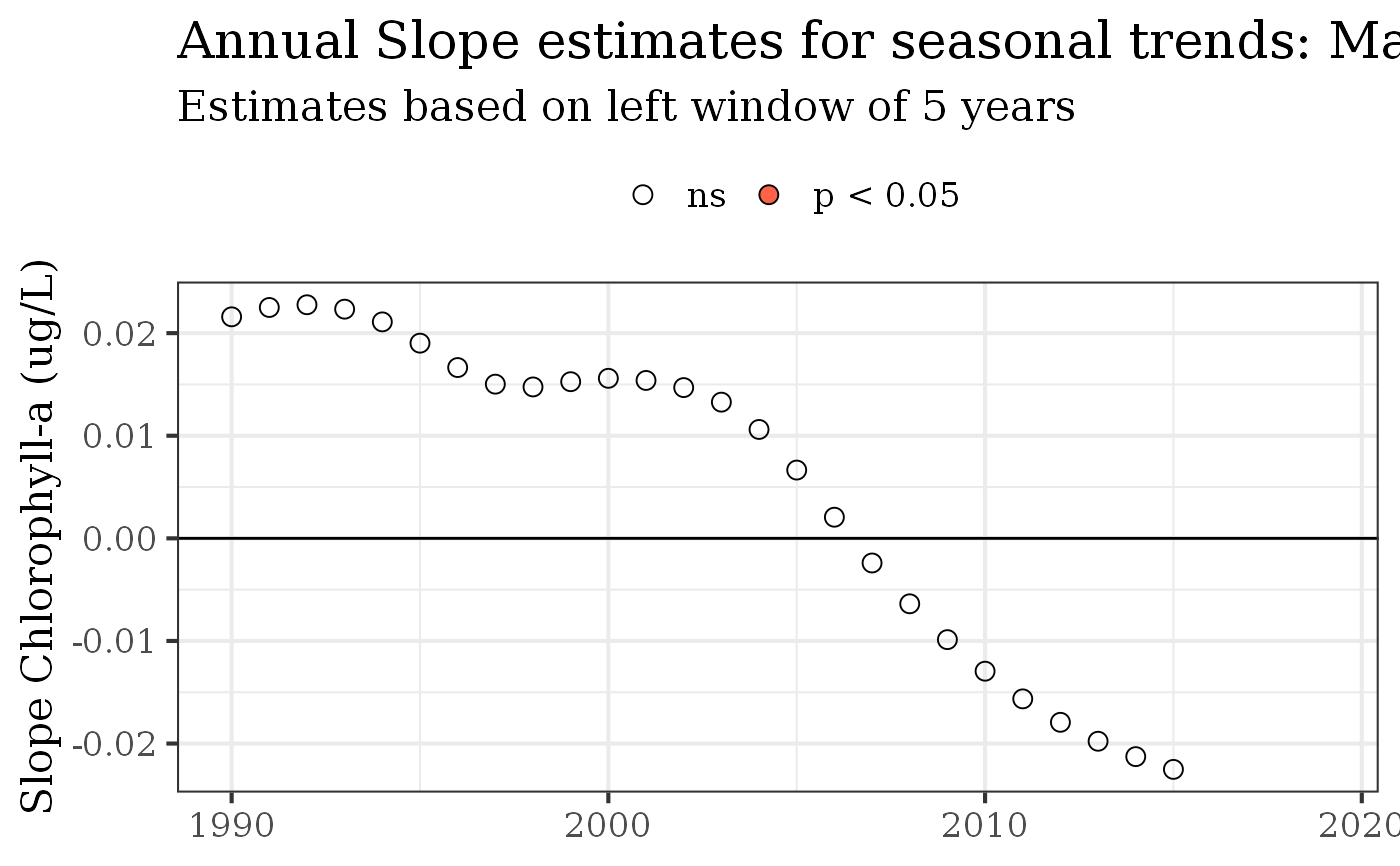 Annual Slope estimates for seasonal trends: Ma
Estimates based on left window of 5 years
ns p < 0.05
Slope Chlorophyll-a (ug/L)
0.02
0.01
0.00
-0.01
-0.02
1990 2000 2010 2020